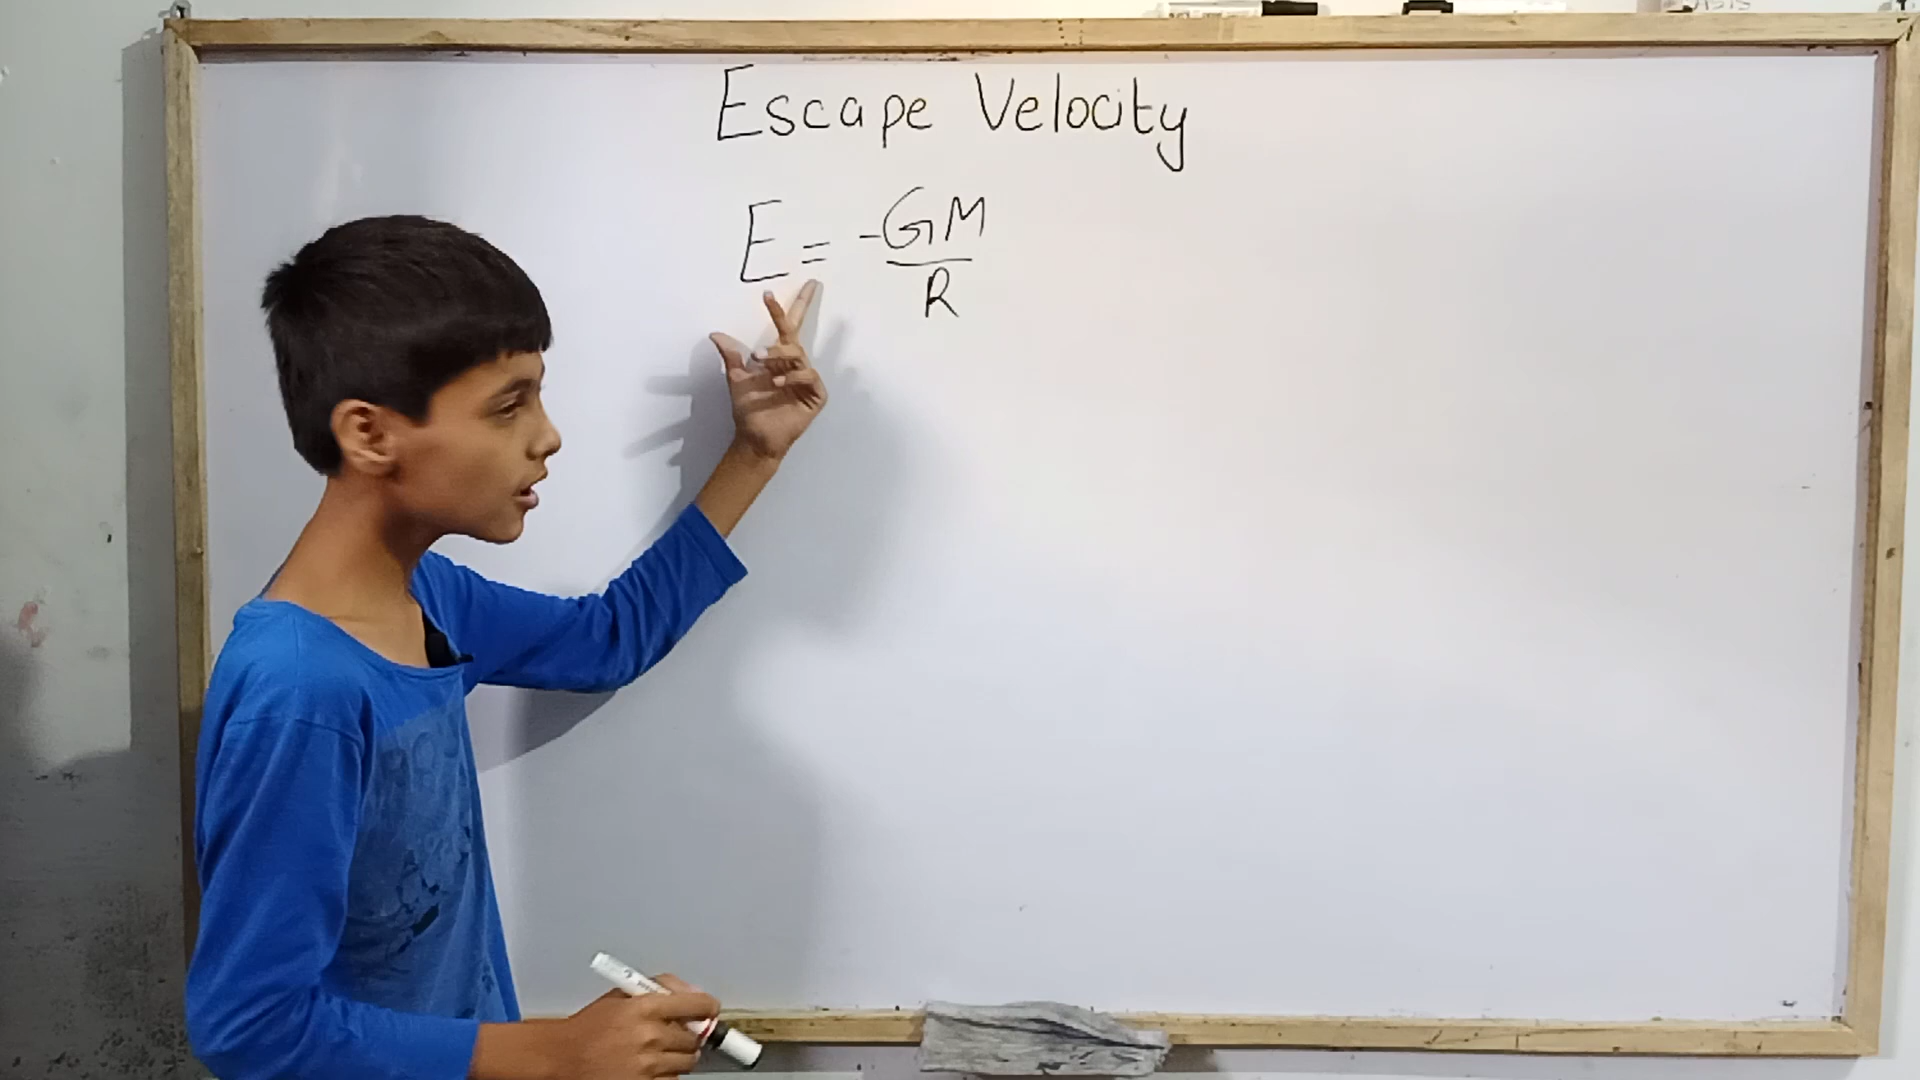 Escape Velocity
E = -GM
R